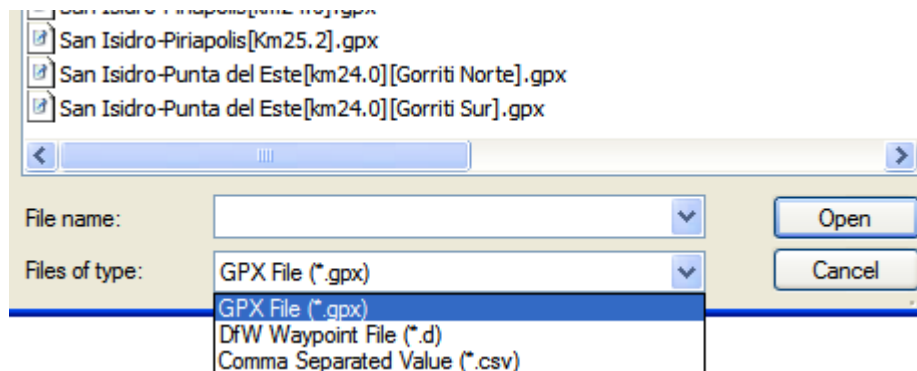 San Isidro-Piriapolis[Km25.2].gpx
San Isidro-Punta del Este[km24.0][Gorriti Norte].gpx
San Isidro-Punta del Este[km24.0][Gorriti Sur].gpx
File name:
Open
Files of type:
GPX File (*.gpx)
Cancel
GPX File (*.gpx)
DfW Waypoint File (*.d)
Comma Separated Value (*.csv)